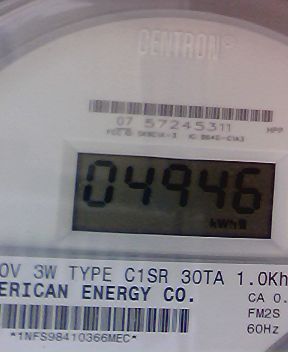 CENTRON®
07 57245311
HPP
04946
kWh
0V 3W TYPE C1SR 30TA 1.0Kh
ERICAN ENERGY CO.
CA 0.
FM2S
60Hz
*1NFS98410366MEC*